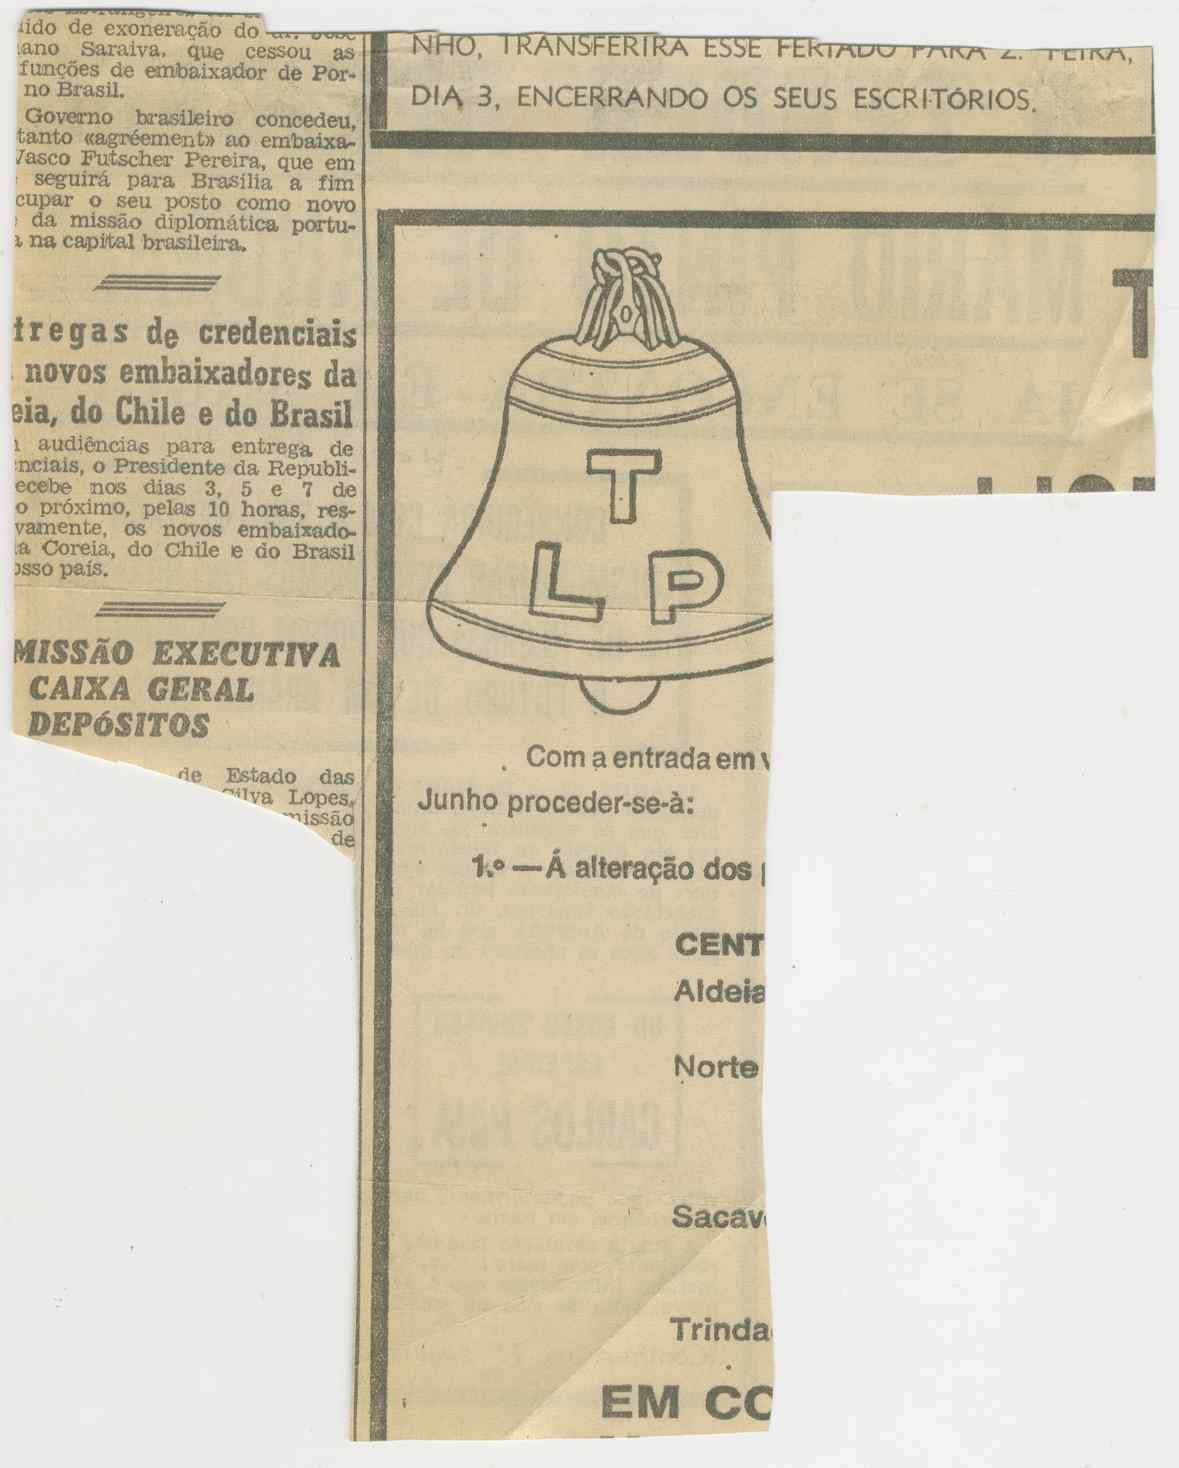 ido de exoneração do dr. José
ano Saraiva, que cessou as
funções de embaixador de Por-
no Brasil.
Governo brasileiro concedeu,
tanto «agréement» ao embaixa-
Vasco Futscher Pereira, que em
seguirá para Brasília a fim
cupar o seu posto como novo
da missão diplomática portu-
a na capital brasileira.
tregas de credenciais
novos embaixadores da
eia, do Chile e do Brasil
audiências para entrega de
enciais, o Presidente da Republi-
ecebe nos dias 3, 5 e 7 de
o próximo, pelas 10 horas, res-
vamente, os novos embaixado-
a Coreia, do Chile e do Brasil
osso país.
MISSÃO EXECUTIVA
CAIXA GERAL
DEPÓSITOS
de Estado das
Silva Lopes,
missão
de
NHO, TRANSFERIRA ESSE FERIADO PARA 2.ª FEIRA,
DIA 3, ENCERRANDO OS SEUS ESCRITÓRIOS.
T
T
L P
Com a entrada em v
Junho proceder-se-à:
1.º — Á alteração dos
CENT
Aldeia
Norte
Sacav
Trinda
EM CO